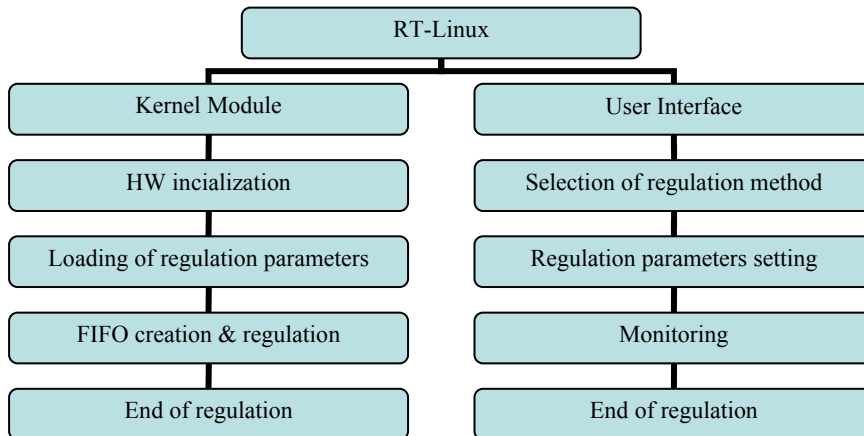 RT-Linux
Kernel Module
User Interface
HW incialization
Selection of regulation method
Loading of regulation parameters
Regulation parameters setting
FIFO creation & regulation
Monitoring
End of regulation
End of regulation